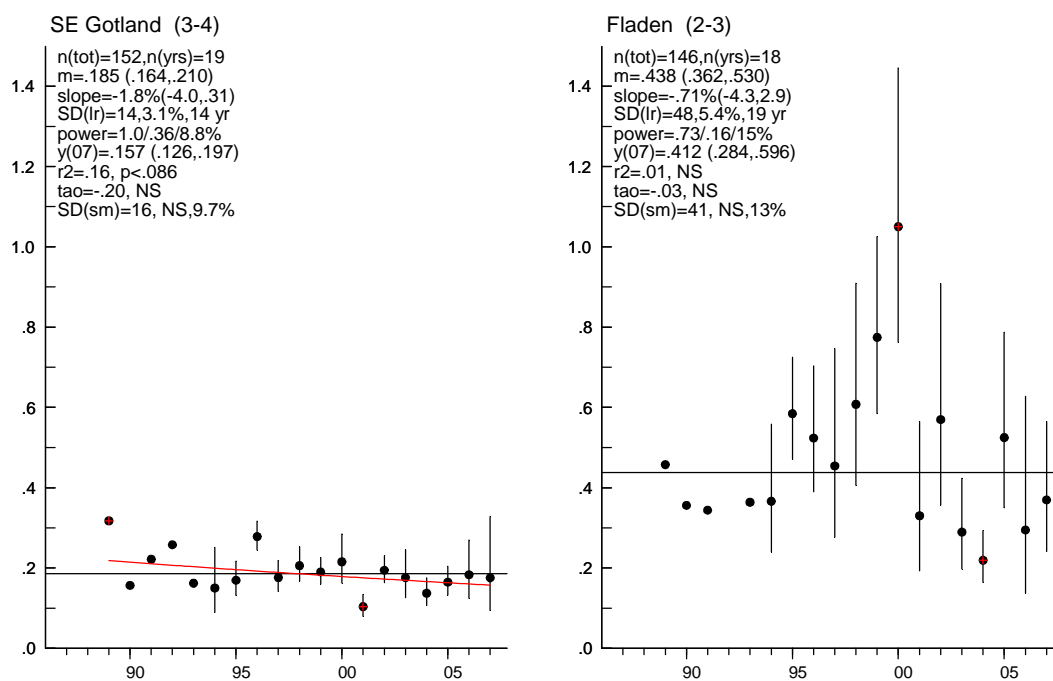 SE Gotland (3-4)
n(tot)=152,n(yrs)=19
m=.185 (.164,.210)
slope=-1.8%(-4.0,.31)
SD(lr)=14,3.1%,14 yr
power=1.0/.36/8.8%
y(07)=.157 (.126,.197)
r2=.16, p<.086
tao=-.20, NS
SD(sm)=16, NS,9.7%
1.4
1.2
1.0
.8
.6
.4
.2
.0
90 95 00 05
Fladen (2-3)
n(tot)=146,n(yrs)=18
m=.438 (.362,.530)
slope=-.71%(-4.3,2.9)
SD(lr)=48,5.4%,19 yr
power=.73/.16/15%
y(07)=.412 (.284,.596)
r2=.01, NS
tao=-.03, NS
SD(sm)=41, NS,13%
1.4
1.2
1.0
.8
.6
.4
.2
.0
90 95 00 05